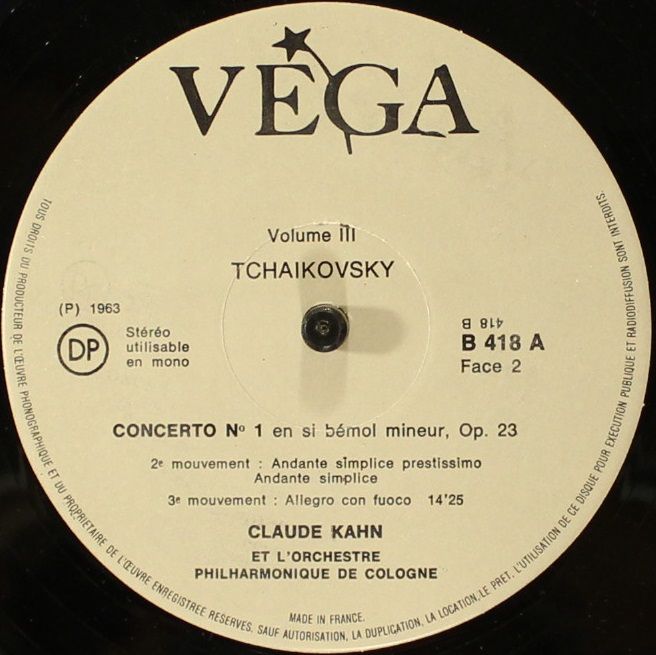 VEGA
Volume III
TCHAIKOVSKY
(P) 1963
DP
Stéréo
utilisable
en mono
418 B
B 418 A
Face 2
CONCERTO No 1 en si bémol mineur, Op. 23
2e mouvement : Andante simplice prestissimo
Andante simplice
3e mouvement : Allegro con fuoco 14'25
CLAUDE KAHN
ET L'ORCHESTRE
PHILHARMONIQUE DE COLOGNE
MADE IN FRANCE.
TOUS DROITS DU PRODUCTEUR DE L'ŒUVRE PHONOGRAPHIQUE ET DU PROPRIETAIRE DE L'ŒUVRE ENREGISTREE RESERVES, SAUF AUTORISATION, LA DUPLICATION, LA LOCATION, LE PRET, L'UTILISATION DE CE DISQUE POUR EXECUTION PUBLIQUE ET RADIODIFFUSION SONT INTERDITS.